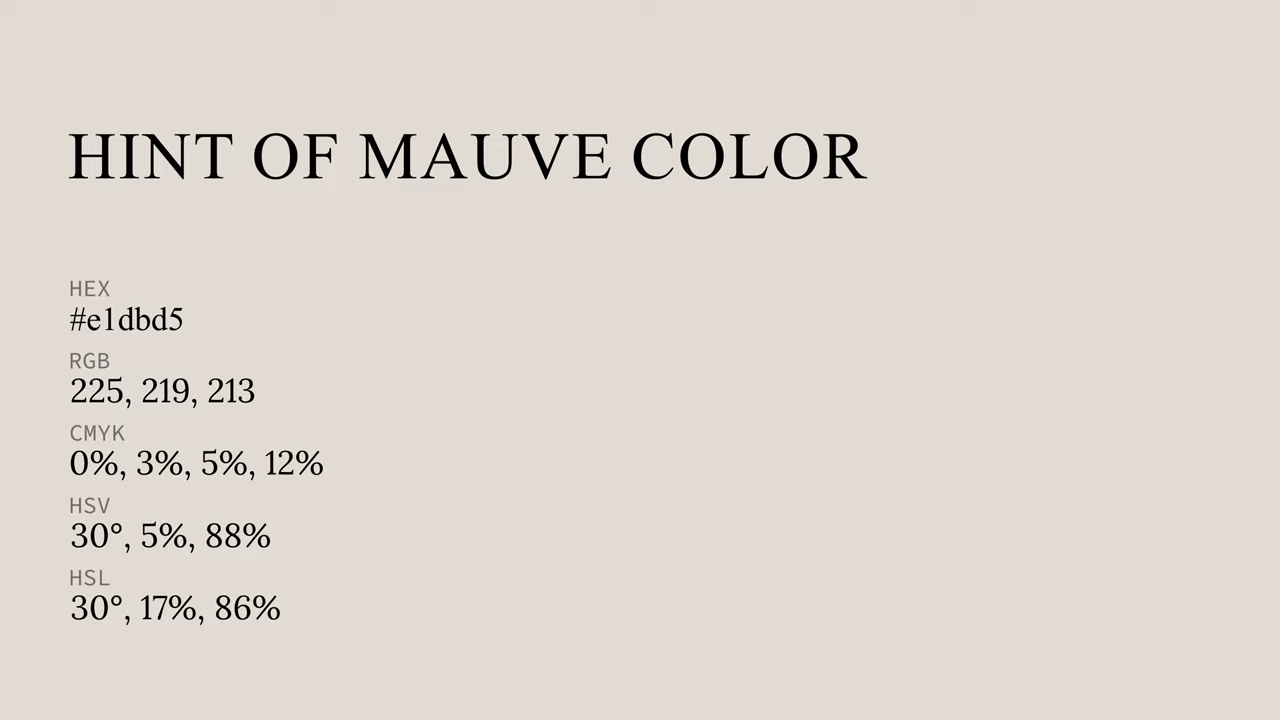 HINT OF MAUVE COLOR
HEX
#e1dbd5
RGB
225, 219, 213
CMYK
0%, 3%, 5%, 12%
HSV
30°, 5%, 88%
HSL
30°, 17%, 86%